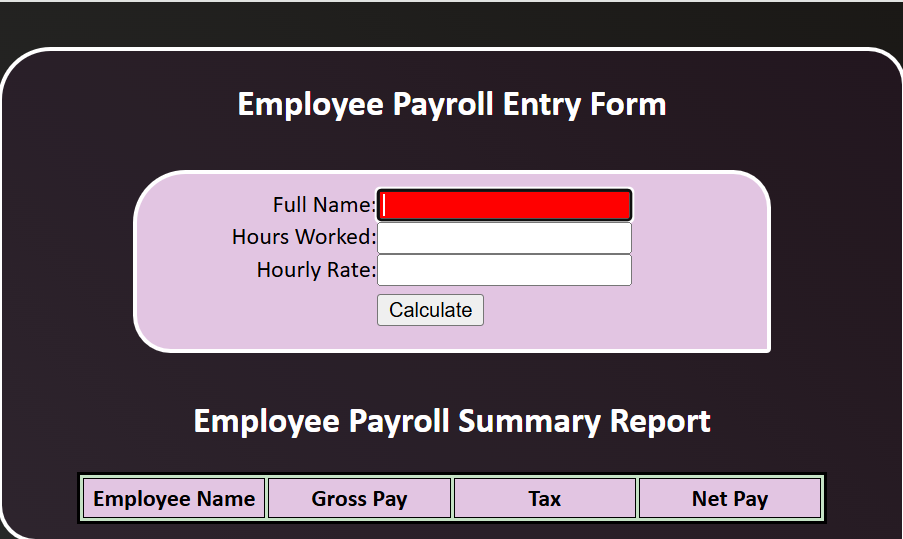 Employee Payroll Entry Form
Full Name:
Hours Worked:
Hourly Rate:
Calculate
Employee Payroll Summary Report
Employee Name Gross Pay Tax Net Pay